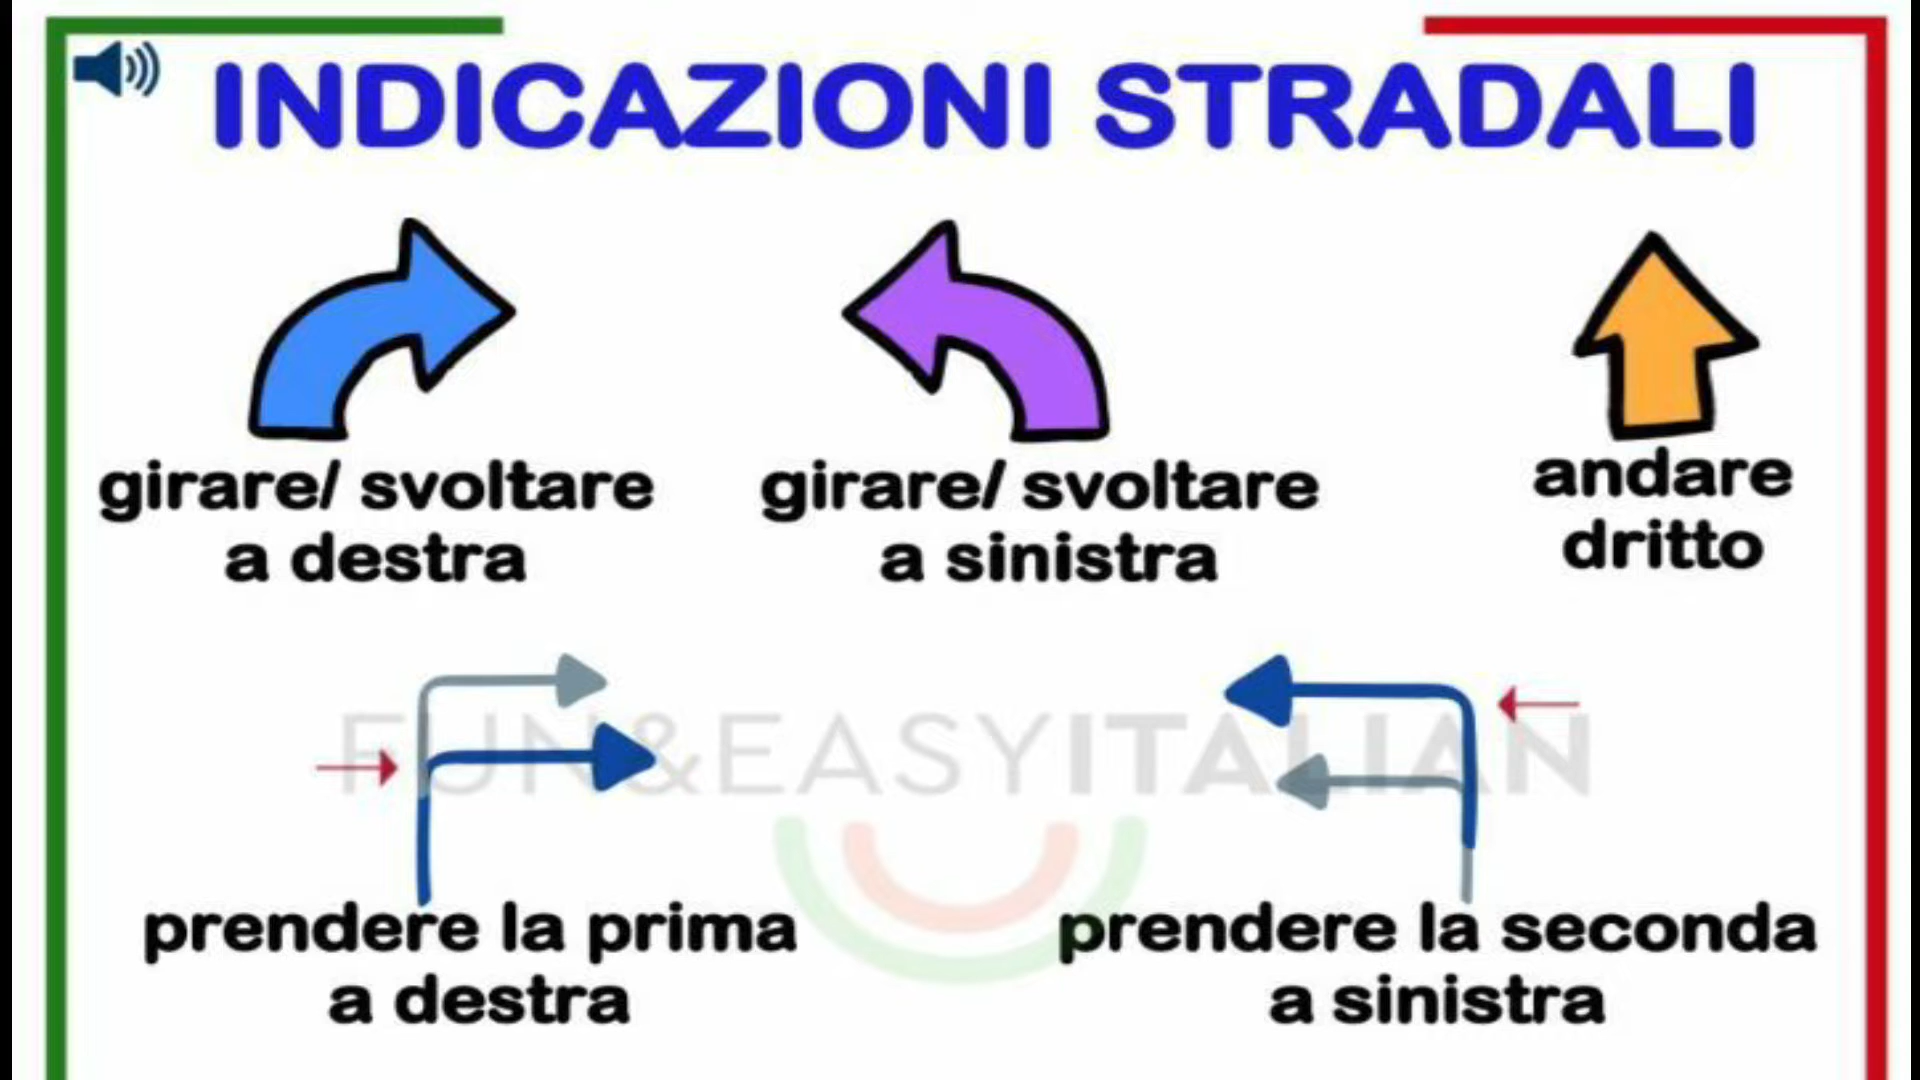 INDICAZIONI STRADALI
girare/ svoltare
a destra
girare/ svoltare
a sinistra
andare
dritto
FUN&EASYITALIAN
prendere la prima
a destra
prendere la seconda
a sinistra